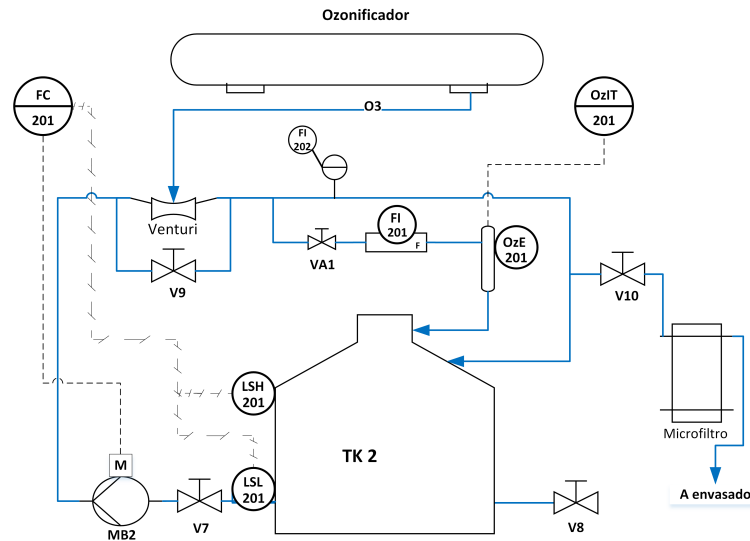 Ozonificador
FC
201
O3
OzIT
201
FI
202
Venturi
V9
VA1
FI
201
F
OzE
201
V10
Microfiltro
A envasado
LSH
201
TK 2
LSL
201
M
MB2
V7
V8